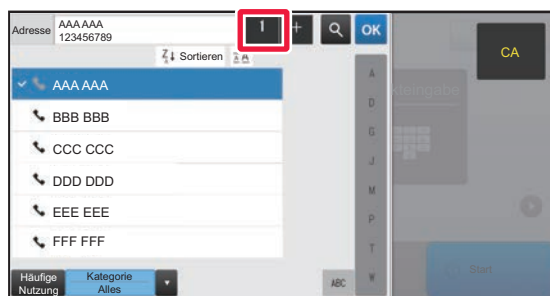 Adresse
AAA AAA
123456789
1
+
OK
CA
Sortieren
AAA AAA
BBB BBB
CCC CCC
DDD DDD
EEE EEE
FFF FFF
A
D
G
J
M
P
T
W
kteingabe
Häufige
Nutzung
Kategorie
Alles
ABC
Start